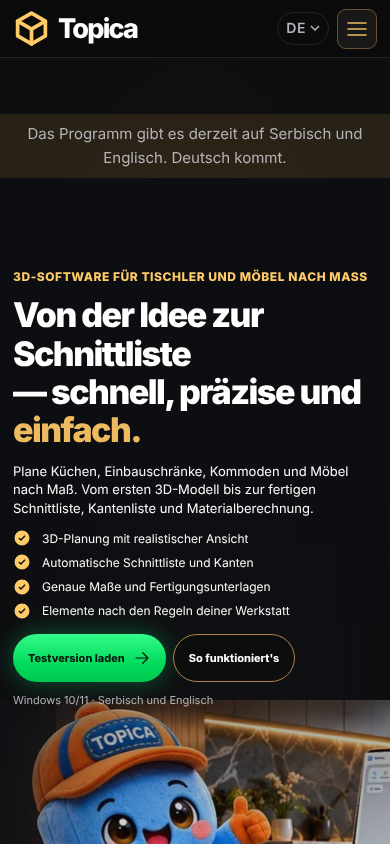 Topica
DE
Das Programm gibt es derzeit auf Serbisch und
Englisch. Deutsch kommt.
3D-SOFTWARE FÜR TISCHLER UND MÖBEL NACH MASS
Von der Idee zur
Schnittliste
— schnell, präzise und
einfach.
Plane Küchen, Einbauschränke, Kommoden und Möbel
nach Maß. Vom ersten 3D-Modell bis zur fertigen
Schnittliste, Kantenliste und Materialberechnung.
3D-Planung mit realistischer Ansicht
Automatische Schnittliste und Kanten
Genaue Maße und Fertigungsunterlagen
Elemente nach den Regeln deiner Werkstatt
Testversion laden
So funktioniert's
Windows 10/11 · Serbisch und Englisch
TOPICA